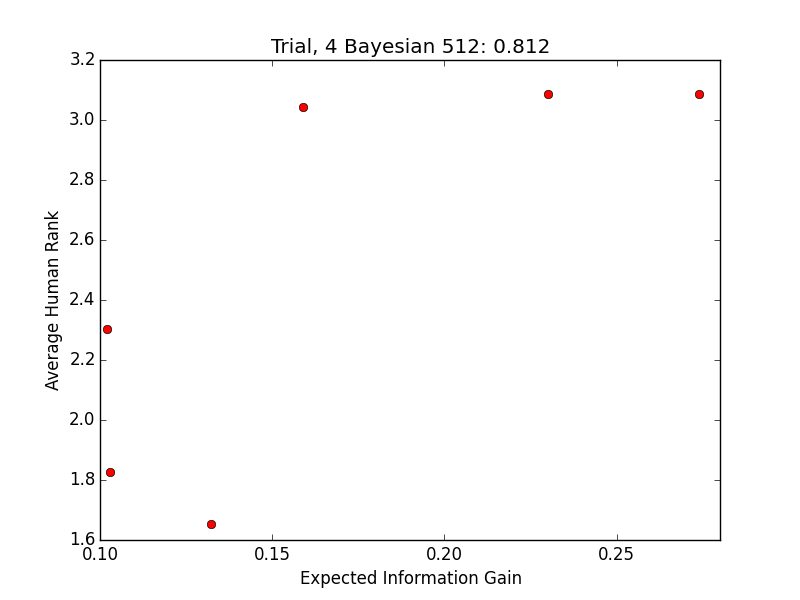 Trial, 4 Bayesian 512: 0.812
3.2
3.0
2.8
2.6
2.4
2.2
2.0
1.8
1.6
Average Human Rank
0.10 0.15 0.20 0.25
Expected Information Gain